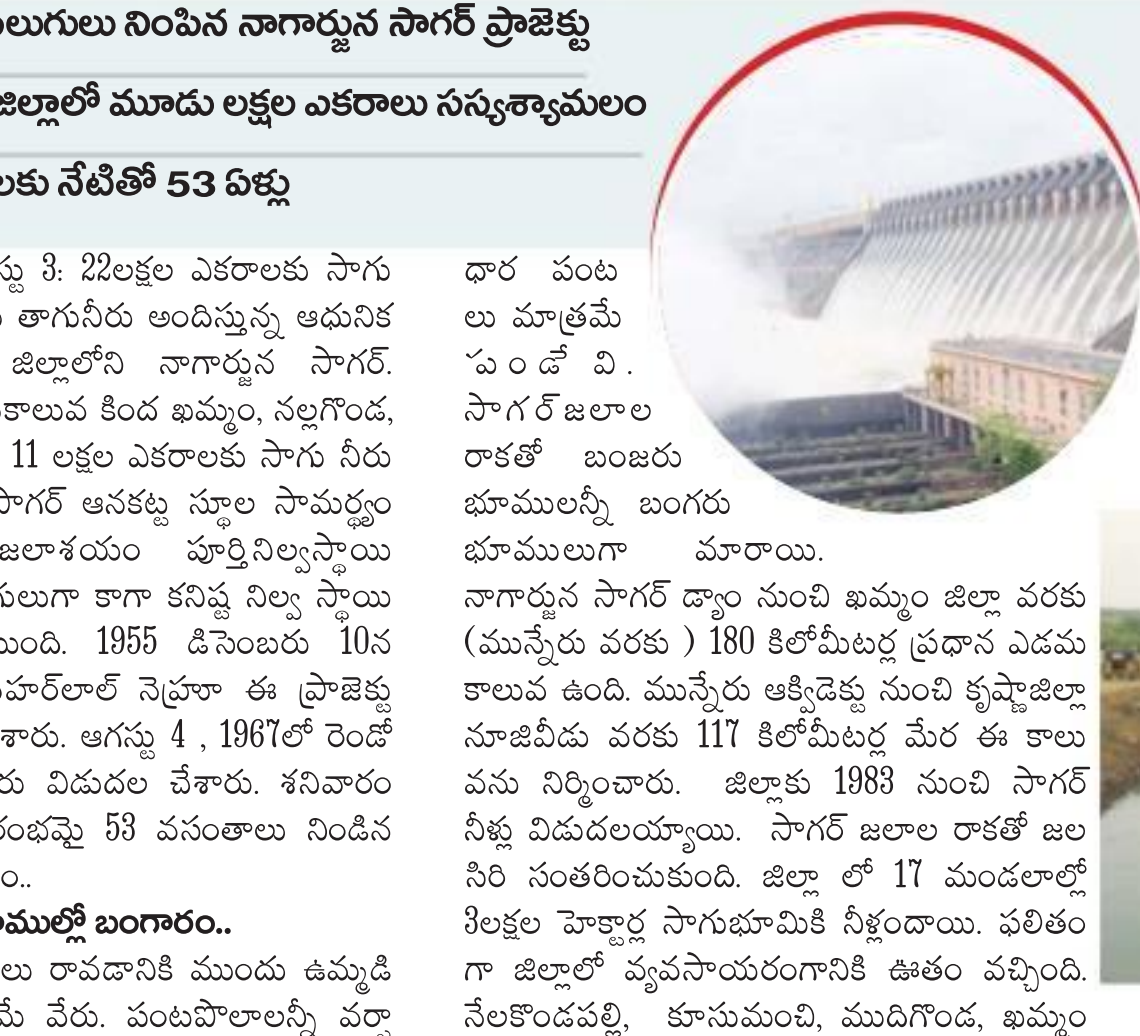 నింపిన నాగార్జున సాగర్ ప్రాజెక్టు
జిల్లాలో మూడు లక్షల ఎకరాలు సస్యశ్యామలం
నేటితో 53 ఏళ్లు
3: 22లక్షల ఎకరాలకు సాగు
తాగునీరు అందిస్తున్న ఆధునిక
జిల్లాలోని నాగార్జున సాగర్.
కాలువ కింద ఖమ్మం, నల్లగొండ,
11 లక్షల ఎకరాలకు సాగు నీరు
సాగర్ ఆనకట్ట స్థూల సామర్థ్యం
జలాశయం పూర్తినిల్వస్థాయి
కాగా కనిష్ట నిల్వ స్థాయి
1955 డిసెంబరు 10న
నెహ్రూ ఈ ప్రాజెక్టు
ఆగస్టు 4 , 1967లో రెండో
విడుదల చేశారు. శనివారం
53 వసంతాలు నిండిన
బంగారం..
రావడానికి ముందు ఉమ్మడి
వేరు. పంటపొలాలన్నీ వర్షా
ధార పంట
లు మాత్రమే
పండేవి.
సాగర్‌జలాల
రాకతో బంజరు
భూములన్నీ బంగరు
భూములుగా మారాయి.
నాగార్జున సాగర్ డ్యాం నుంచి ఖమ్మం జిల్లా వరకు
(మున్నేరు వరకు ) 180 కిలోమీటర్ల ప్రధాన ఎడమ
కాలువ ఉంది. మున్నేరు ఆక్విడెక్టు నుంచి కృష్ణాజిల్లా
నూజివీడు వరకు 117 కిలోమీటర్ల మేర ఈ కాలు
వను నిర్మించారు. జిల్లాకు 1983 నుంచి సాగర్
నీళ్లు విడుదలయ్యాయి. సాగర్ జలాల రాకతో జల
సిరి సంతరించుకుంది. జిల్లా లో 17 మండలాల్లో
3లక్షల హెక్టార్ల సాగుభూమికి నీళ్లందాయి. ఫలితం
గా జిల్లాలో వ్యవసాయరంగానికి ఊతం వచ్చింది.
నేలకొండపల్లి, కూసుమంచి, ముదిగొండ, ఖమ్మం